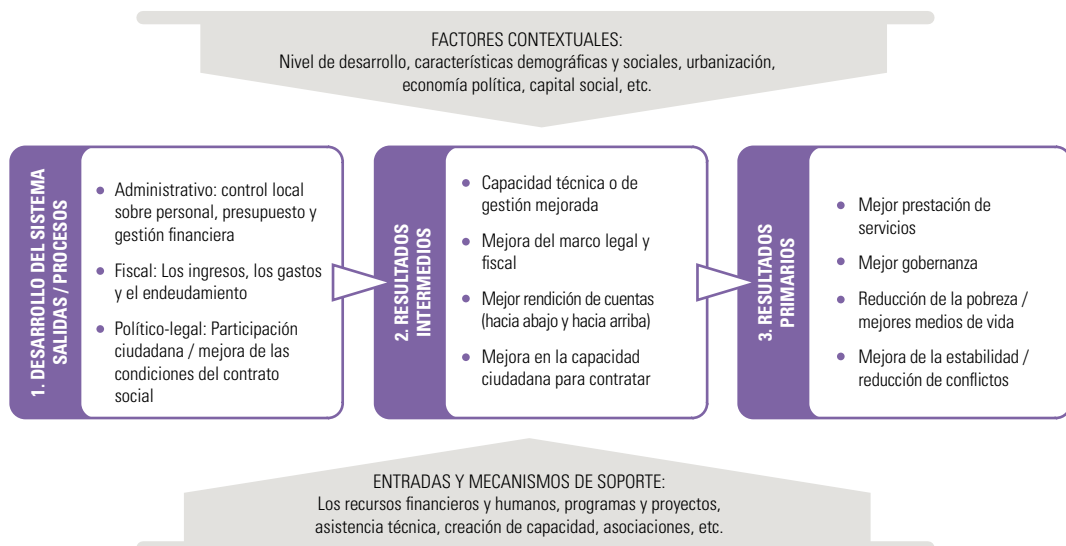 FACTORES CONTEXTUALES:
Nivel de desarrollo, características demográficas y sociales, urbanización,
economía política, capital social, etc.
1. DESARROLLO DEL SISTEMA
SALIDAS / PROCESOS
• Administrativo: control local
sobre personal, presupuesto y
gestión financiera
• Fiscal: Los ingresos, los gastos
y el endeudamiento
• Político-legal: Participación
ciudadana / mejora de las
condiciones del contrato
social
2. RESULTADOS
INTERMEDIOS
• Capacidad técnica o de
gestión mejorada
• Mejora del marco legal y
fiscal
• Mejor rendición de cuentas
(hacia abajo y hacia arriba)
• Mejora en la capacidad
ciudadana para contratar
3. RESULTADOS
PRIMARIOS
• Mejor prestación de
servicios
• Mejor gobernanza
• Reducción de la pobreza /
mejores medios de vida
• Mejora de la estabilidad /
reducción de conflictos
ENTRADAS Y MECANISMOS DE SOPORTE:
Los recursos financieros y humanos, programas y proyectos,
asistencia técnica, creación de capacidad, asociaciones, etc.